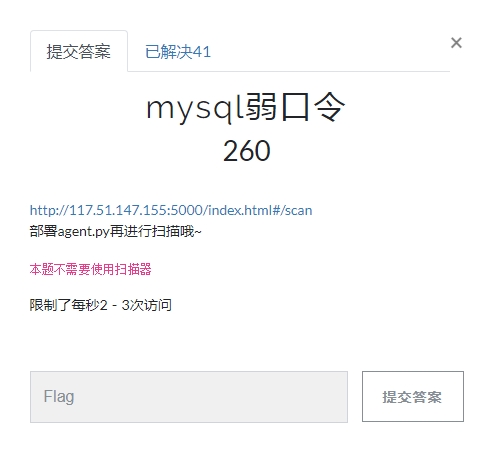 提交答案 已解决41 ×
mysql弱口令
260
http://117.51.147.155:5000/index.html#/scan
部署agent.py再进行扫描哦~
本题不需要使用扫描器
限制了每秒2 - 3次访问
Flag 提交答案